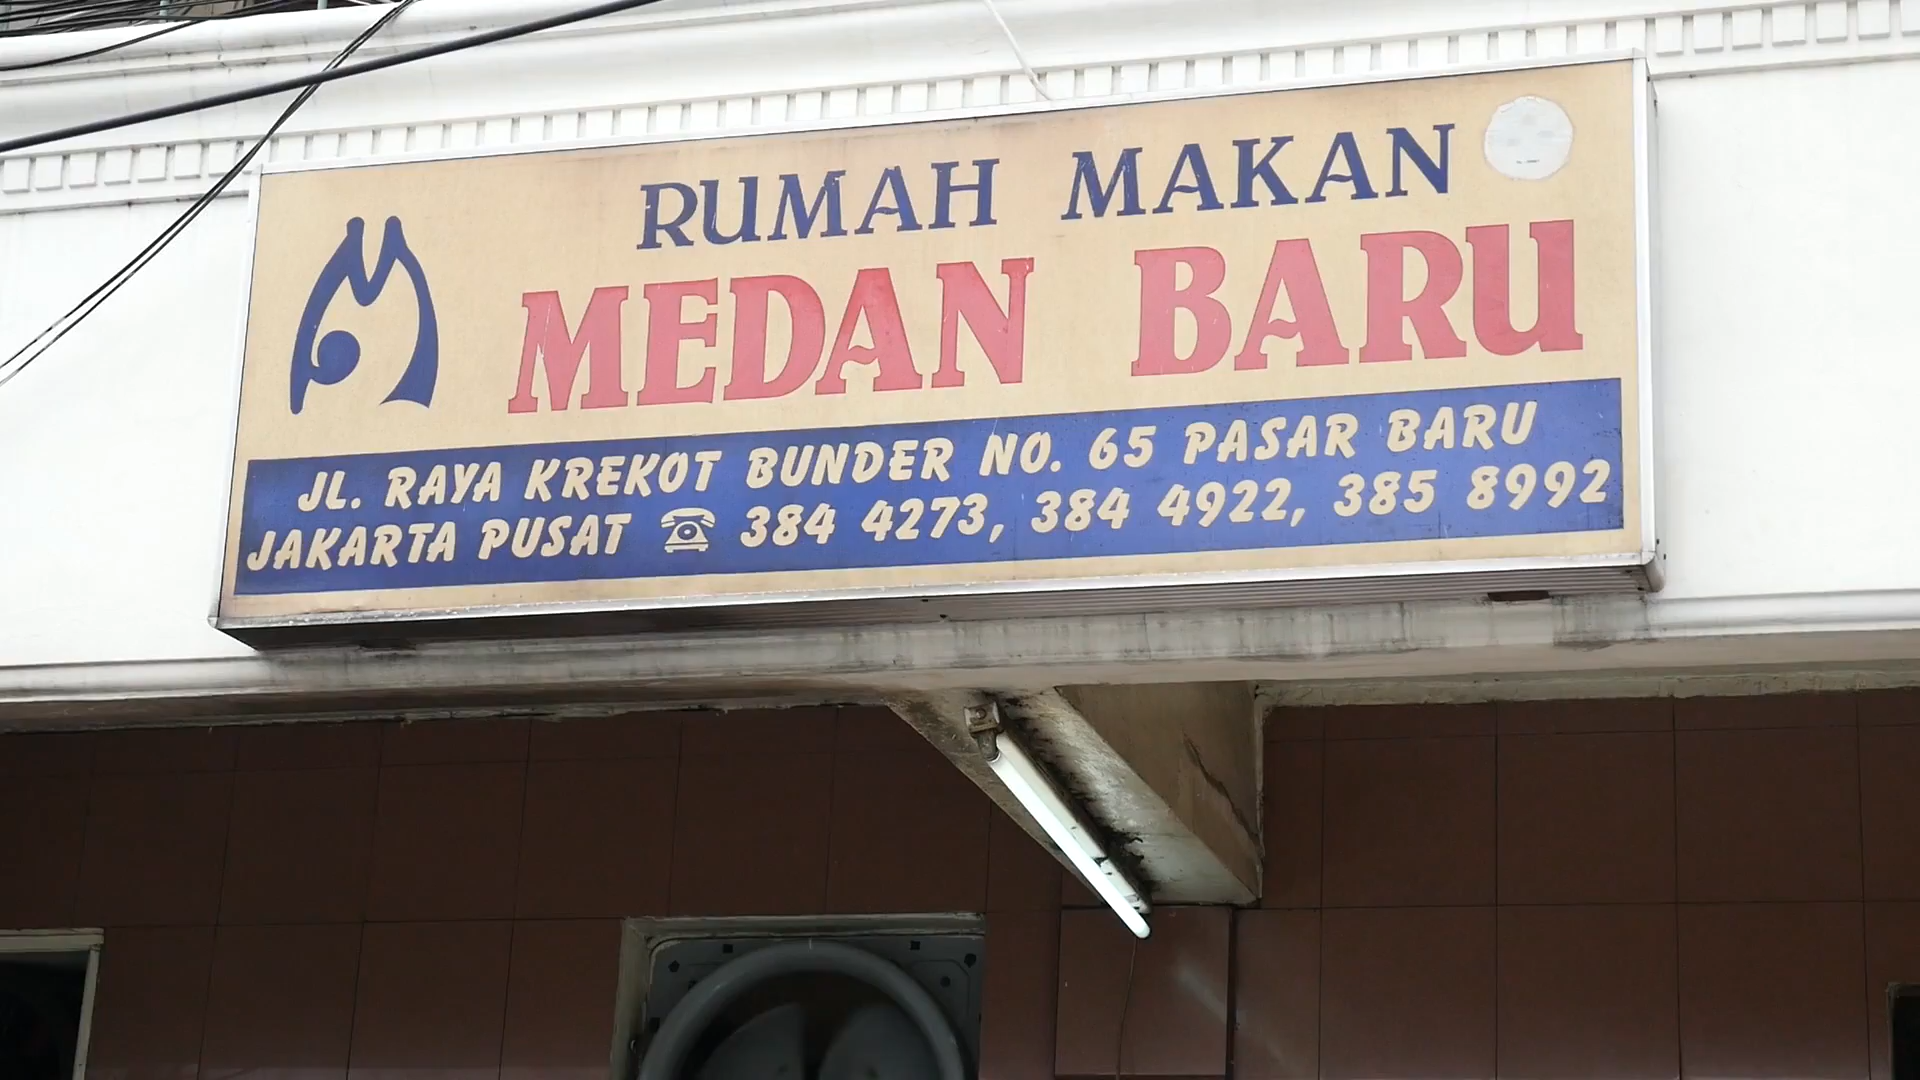 RUMAH MAKAN
MEDAN BARU
JL. RAYA KREKOT BUNDER NO. 65 PASAR BARU
JAKARTA PUSAT ☎ 384 4273, 384 4922, 385 8992